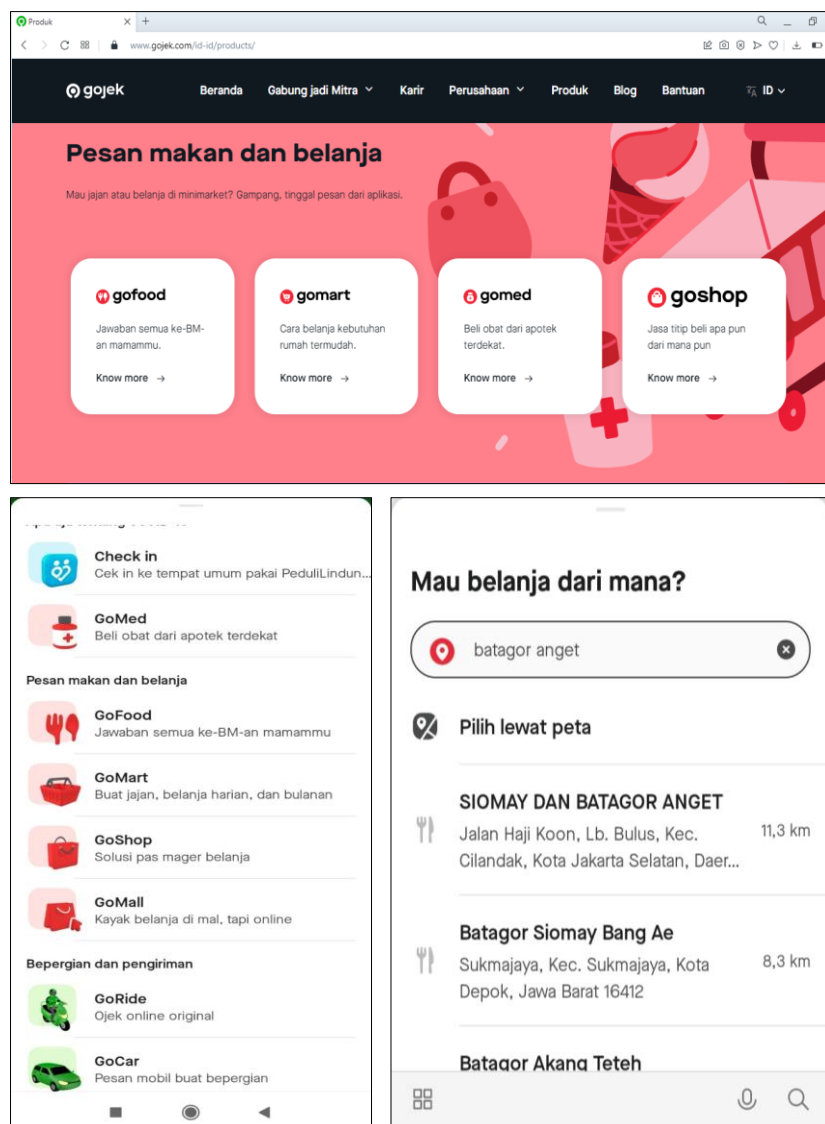 Produk
www.gojek.com/id-id/products/
gojek
Beranda
Gabung jadi Mitra
Karir
Perusahaan
Produk
Blog
Bantuan
ID
Pesan makan dan belanja
Mau jajan atau belanja di minimarket? Gampang, tinggal pesan dari aplikasi.
gofood
Jawaban semua ke-BM-
an mamammu.
Know more →
gomart
Cara belanja kebutuhan
rumah termudah.
Know more →
gomed
Beli obat dari apotek
terdekat.
Know more →
goshop
Jasa titip beli apa pun
dari mana pun
Know more →
Check in
Cek in ke tempat umum pakai PeduliLindun...
GoMed
Beli obat dari apotek terdekat
Pesan makan dan belanja
GoFood
Jawaban semua ke-BM-an mamammu
GoMart
Buat jajan, belanja harian, dan bulanan
GoShop
Solusi pas mager belanja
GoMall
Kayak belanja di mal, tapi online
Bepergian dan pengiriman
GoRide
Ojek online original
GoCar
Pesan mobil buat bepergian
Mau belanja dari mana?
batagor anget
Pilih lewat peta
SIOMAY DAN BATAGOR ANGET
Jalan Haji Koon, Lb. Bulus, Kec.
Cilandak, Kota Jakarta Selatan, Daer...
11,3 km
Batagor Siomay Bang Ae
Sukmajaya, Kec. Sukmajaya, Kota
Depok, Jawa Barat 16412
8,3 km
Batagor Akang Teteh